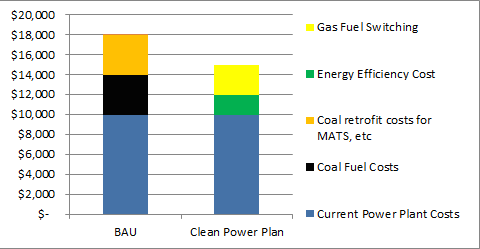 $20,000
$18,000
$16,000
$14,000
$12,000
$10,000
$8,000
$6,000
$4,000
$2,000
$-
BAU
Clean Power Plan
Gas Fuel Switching
Energy Efficiency Cost
Coal retrofit costs for
MATS, etc
Coal Fuel Costs
Current Power Plant Costs